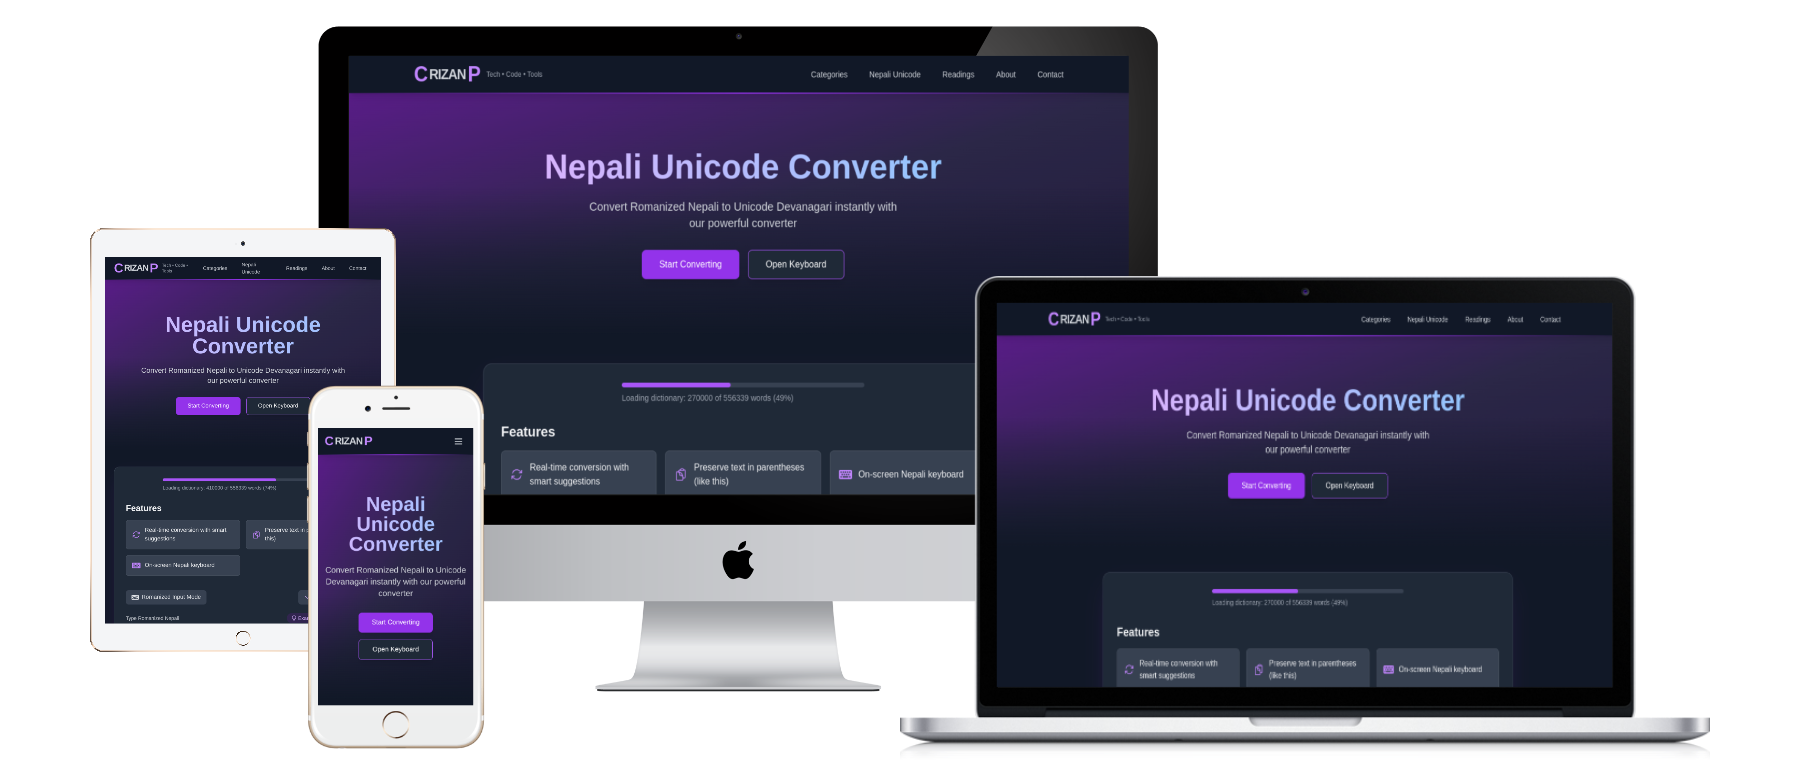 CRIZANP Tech • Code • Tools Categories Nepali Unicode Readings About Contact
Nepali Unicode Converter
Convert Romanized Nepali to Unicode Devanagari instantly with
our powerful converter
Start Converting Open Keyboard
Loading dictionary: 270000 of 556339 words (49%)
Features
Real-time conversion with
smart suggestions
Preserve text in parentheses
(like this)
On-screen Nepali keyboard
CRIZANP Tech • Code •
Tools
Categories
Nepali
Unicode
Readings About Contact
Nepali Unicode
Converter
Convert Romanized Nepali to Unicode Devanagari instantly with
our powerful converter
Start Converting Open Keyboard
Loading dictionary: 410000 of 556339 words (74%)
Features
Real-time conversion with smart
suggestions
Preserve text in
this)
On-screen Nepali keyboard
Romanized Input Mode
Type Romanized Nepali
CRIZANP
Nepali
Unicode
Converter
Convert Romanized Nepali to Unicode
Devanagari instantly with our powerful
converter
Start Converting
Open Keyboard
CRIZANP Tech • Code • Tools Categories Nepali Unicode Readings About Contact
Nepali Unicode Converter
Convert Romanized Nepali to Unicode Devanagari instantly with
our powerful converter
Start Converting Open Keyboard
Loading dictionary: 270000 of 556339 words (49%)
Features
Real-time conversion with
smart suggestions
Preserve text in parentheses
(like this)
On-screen Nepali keyboard